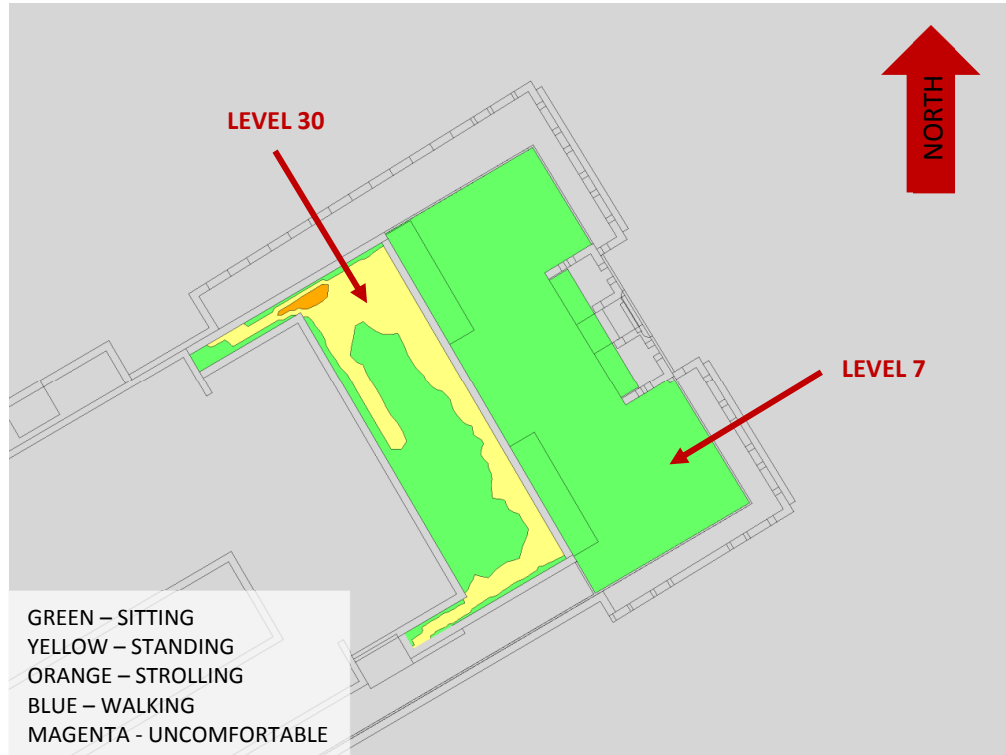 NORTH
LEVEL 30
LEVEL 7
GREEN – SITTING
YELLOW – STANDING
ORANGE – STROLLING
BLUE – WALKING
MAGENTA - UNCOMFORTABLE